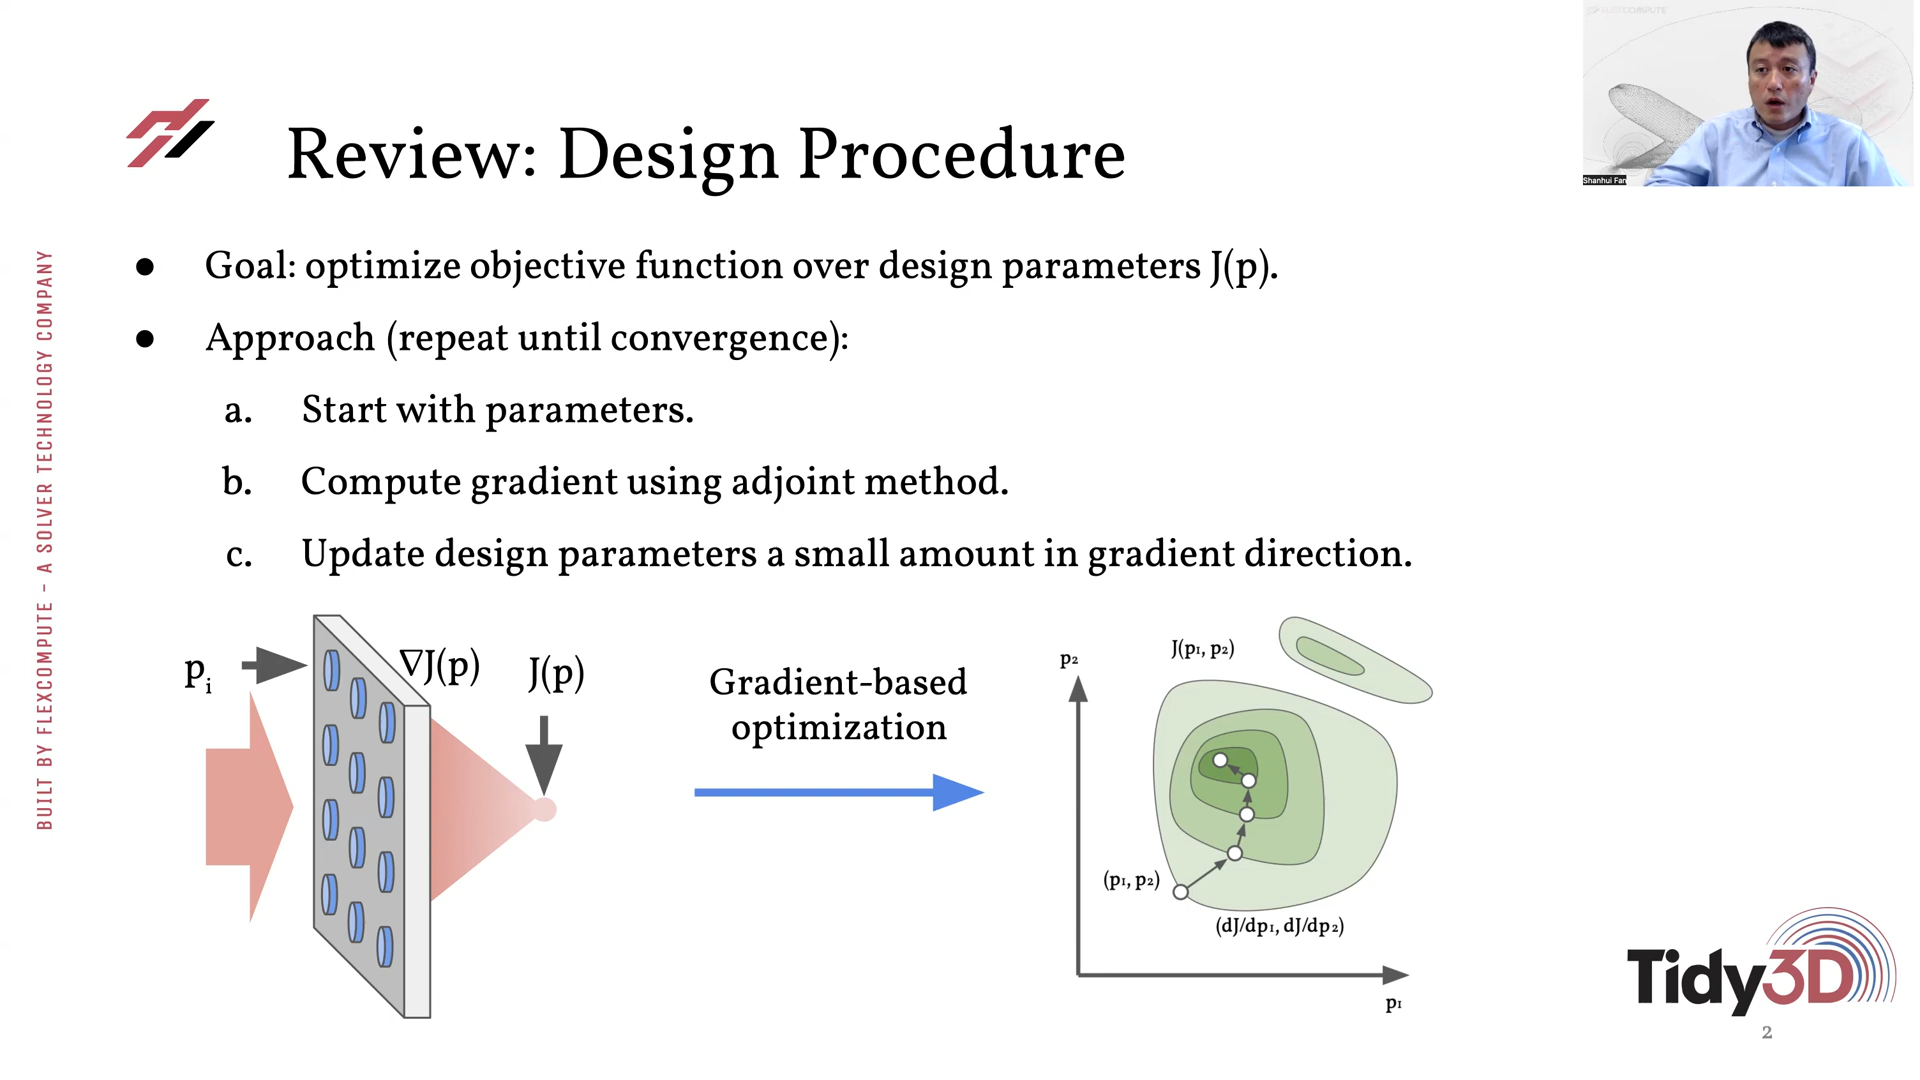 Review: Design Procedure
Shanhui Fan
BUILT BY FLEXCOMPUTE – A SOLVER TECHNOLOGY COMPANY
● Goal: optimize objective function over design parameters J(p).
● Approach (repeat until convergence):
a. Start with parameters.
b. Compute gradient using adjoint method.
c. Update design parameters a small amount in gradient direction.
pᵢ
∇J(p)
J(p)
Gradient-based
optimization
J(p₁, p₂)
p₂
(p₁, p₂)
(dJ/dp₁, dJ/dp₂)
p₁
Tidy3D
2